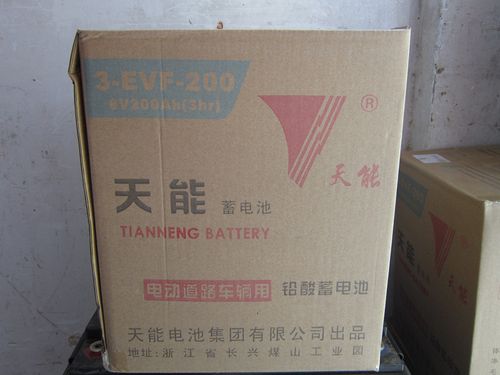 3-EVF-200
6V200Ah(3hr)
®
天能
天能 蓄电池
TIANNENG BATTERY
电动道路车辆用 铅酸蓄电池
天能电池集团有限公司出品
地址:浙江省长兴煤山工业园
天能